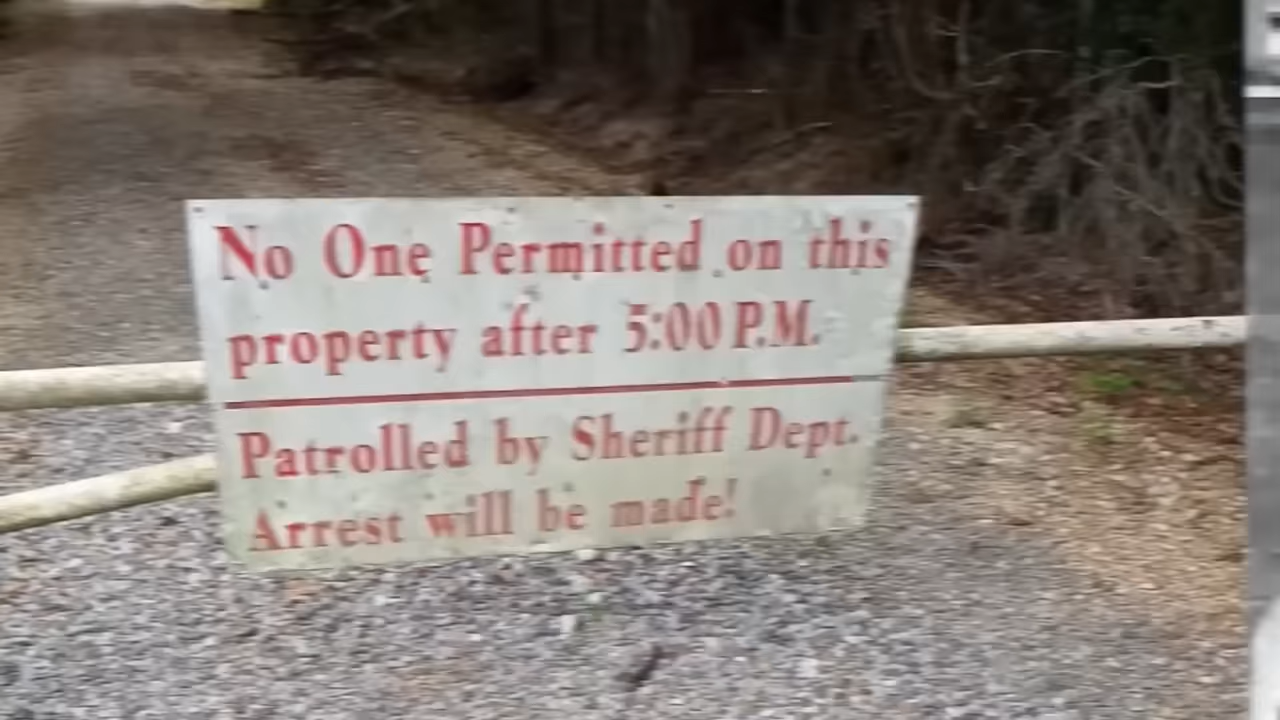 No One Permitted on this
property after 5:00 P.M.
Patrolled by Sheriff Dept.
Arrest will be made!